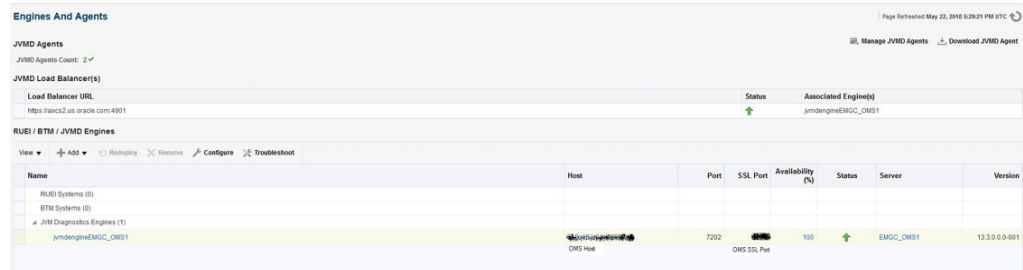 Engines And Agents
Page Refreshed May 22, 2018 5:29:21 PM UTC
JVMD Agents
Manage JVMD Agents Download JVMD Agent
JVMD Agents Count: 2
JVMD Load Balancer(s)
Load Balancer URL Status Associated Engine(s)
https://aixcs2.us.oracle.com:4901 jvmdengineEMGC_OMS1
RUEI / BTM / JVMD Engines
View Add Redeploy Remove Configure Troubleshoot
Name Host Port SSL Port Availability (%) Status Server Version
RUEI Systems (0)
BTM Systems (0)
JVM Diagnostics Engines (1)
jvmdengineEMGC_OMS1 7202 100 EMGC_OMS1 13.3.0.0.0-001
OMS Host OMS SSL Port